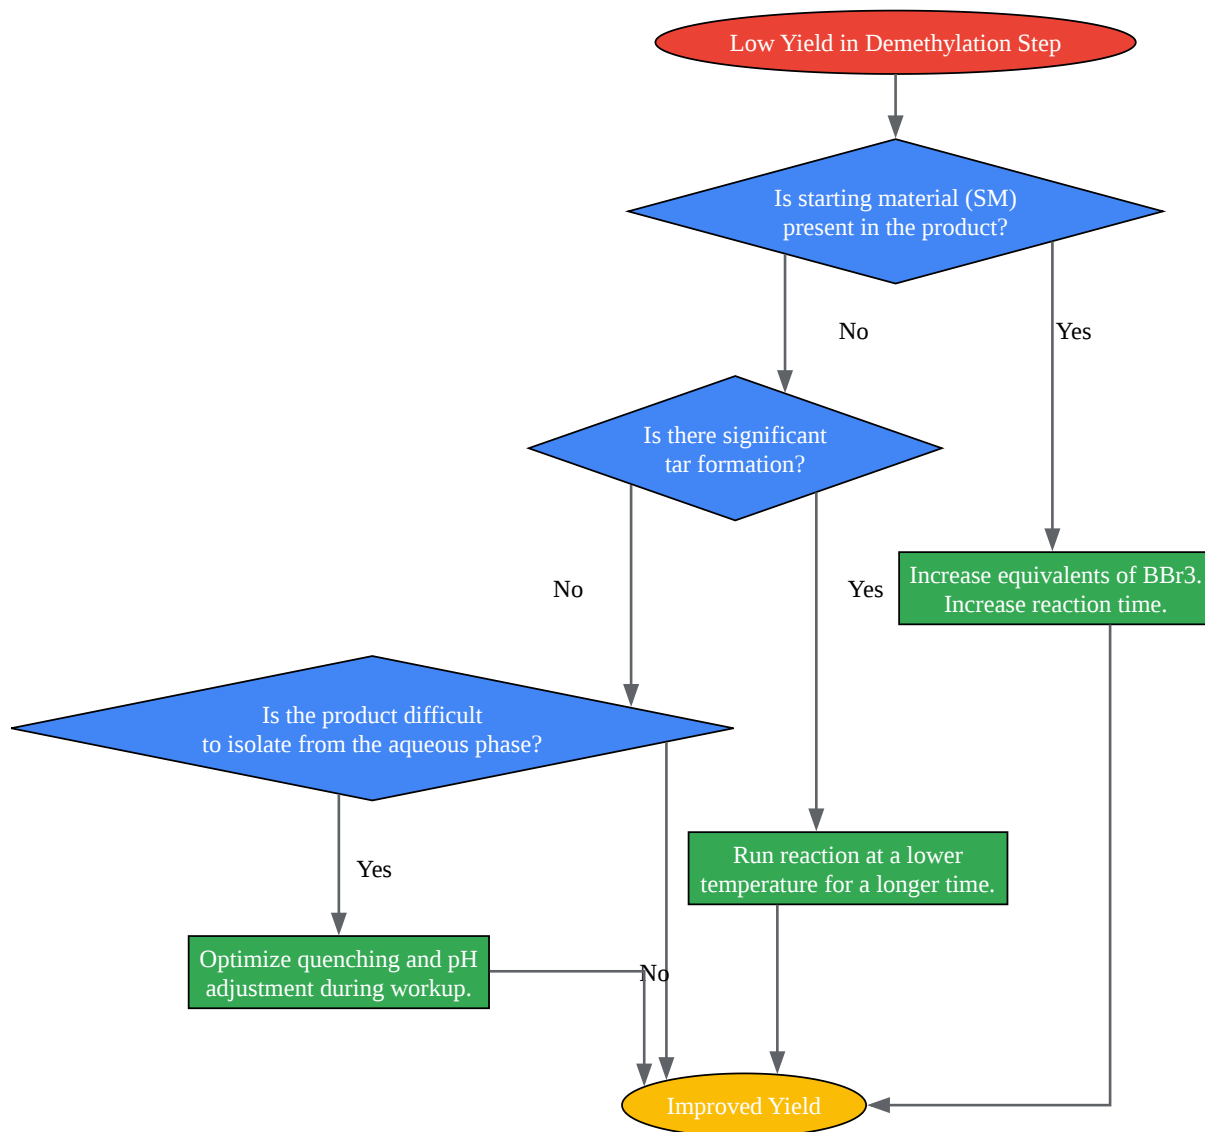 Low Yield in Demethylation Step
Is starting material (SM)
present in the product?
No
Yes
Is there significant
tar formation?
No
Yes
Increase equivalents of BBr3.
Increase reaction time.
Is the product difficult
to isolate from the aqueous phase?
Yes
Run reaction at a lower
temperature for a longer time.
Optimize quenching and pH
adjustment during workup.
No
Improved Yield